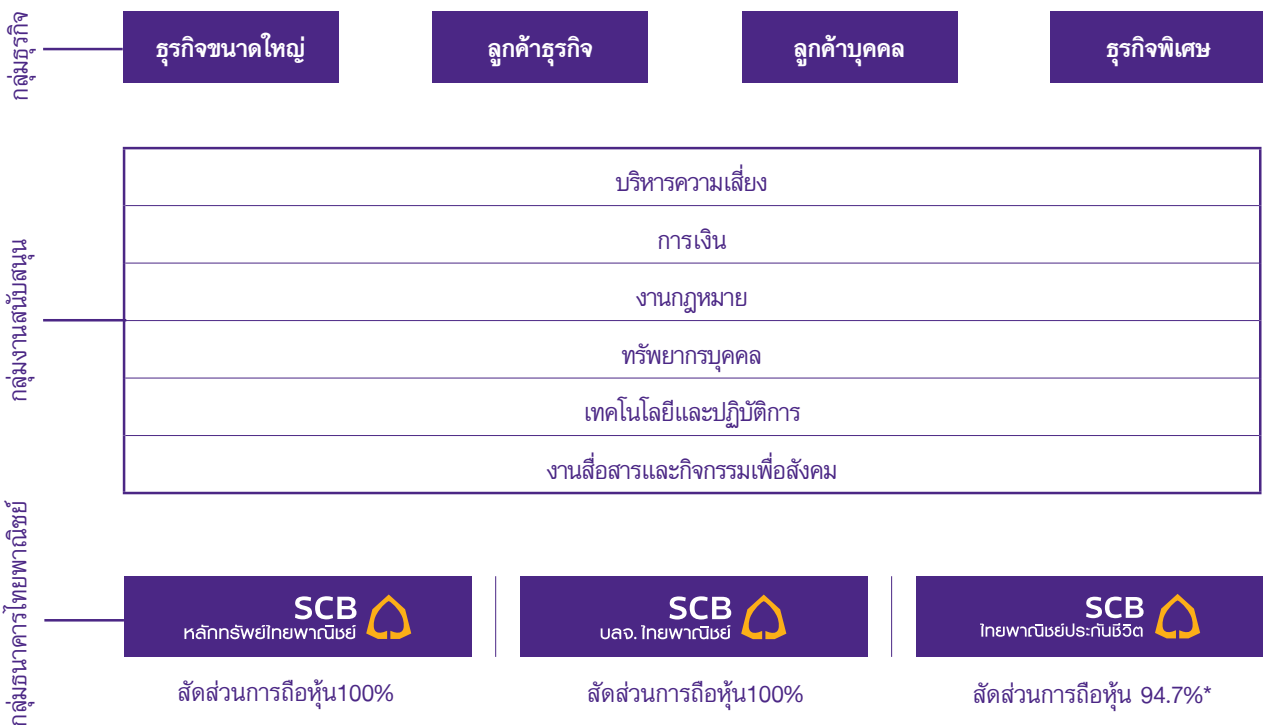 กลุ่มธุรกิจ
ธุรกิจขนาดใหญ่
ลูกค้าธุรกิจ
ลูกค้าบุคคล
ธุรกิจพิเศษ
กลุ่มงานสนับสนุน
บริหารความเสี่ยง
การเงิน
งานกฎหมาย
ทรัพยากรบุคคล
เทคโนโลยีและปฏิบัติการ
งานสื่อสารและกิจกรรมเพื่อสังคม
กลุ่มธนาคารไทยพาณิชย์
SCB
หลักทรัพย์ไทยพาณิชย์
สัดส่วนการถือหุ้น100%
SCB
บลจ. ไทยพาณิชย์
สัดส่วนการถือหุ้น100%
SCB
ไทยพาณิชย์ประกันชีวิต
สัดส่วนการถือหุ้น 94.7%*